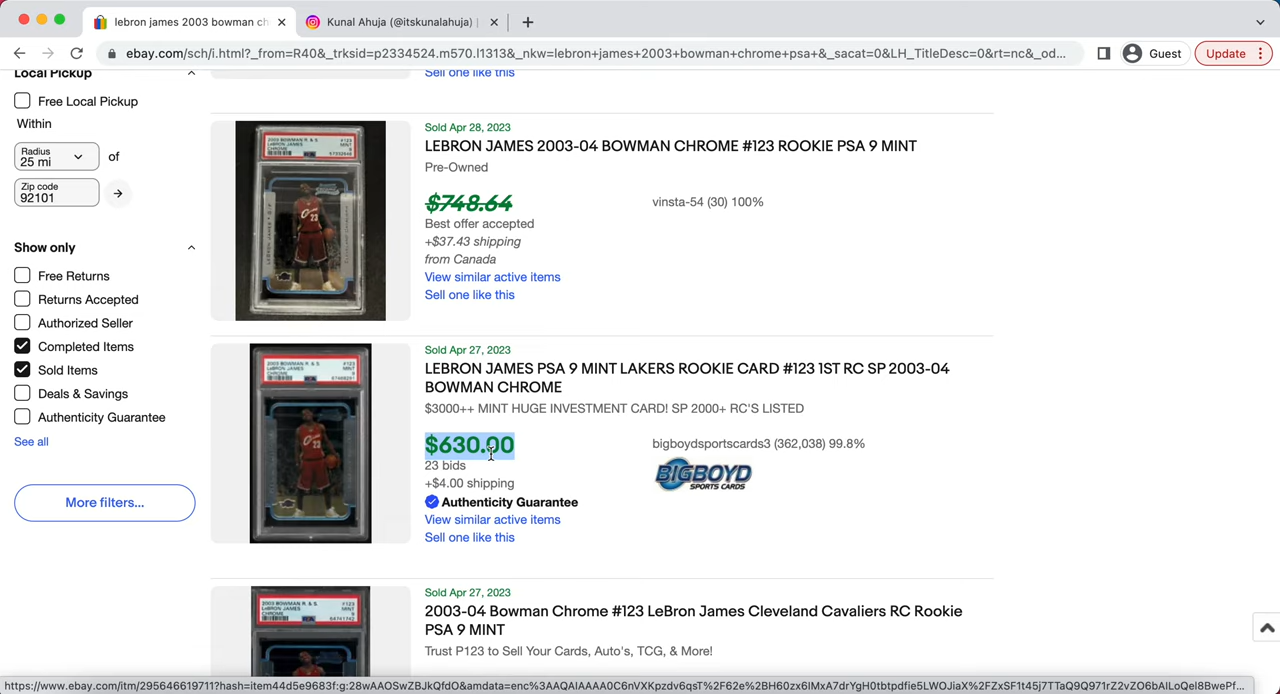 lebron james 2003 bowman ch
Kunal Ahuja (@itskunalahuja) |
ebay.com/sch/i.html?_from=R40&_trksid=p2334524.m570.l1313&_nkw=lebron+james+2003+bowman+chrome+psa+&_sacat=0&LH_TitleDesc=0&rt=nc&_od...
Guest
Update
Local Pickup
Free Local Pickup
Within
Radius
25 mi
of
Zip code
92101
Show only
Free Returns
Returns Accepted
Authorized Seller
Completed Items
Sold Items
Deals & Savings
Authenticity Guarantee
See all
More filters...
Sell one like this
Sold Apr 28, 2023
LEBRON JAMES 2003-04 BOWMAN CHROME #123 ROOKIE PSA 9 MINT
Pre-Owned
$748.64
vinsta-54 (30) 100%
Best offer accepted
+$37.43 shipping
from Canada
View similar active items
Sell one like this
Sold Apr 27, 2023
LEBRON JAMES PSA 9 MINT LAKERS ROOKIE CARD #123 1ST RC SP 2003-04
BOWMAN CHROME
$3000++ MINT HUGE INVESTMENT CARD! SP 2000+ RC'S LISTED
$630.00
bigboydsportscards3 (362,038) 99.8%
23 bids
BIGBOYD
SPORTS CARDS
+$4.00 shipping
Authenticity Guarantee
View similar active items
Sell one like this
Sold Apr 27, 2023
2003-04 Bowman Chrome #123 LeBron James Cleveland Cavaliers RC Rookie
PSA 9 MINT
Trust P123 to Sell Your Cards, Auto's, TCG, & More!